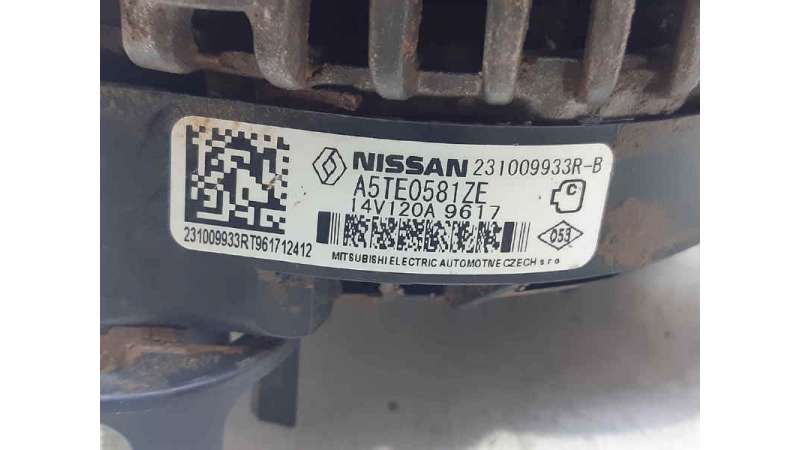 NISSAN 231009933R-B
A5TE0581ZE
14V120A 9617
C
053
231009933RT961712412
MITSUBISHI ELECTRIC AUTOMOTIVE CZECH s.r.o